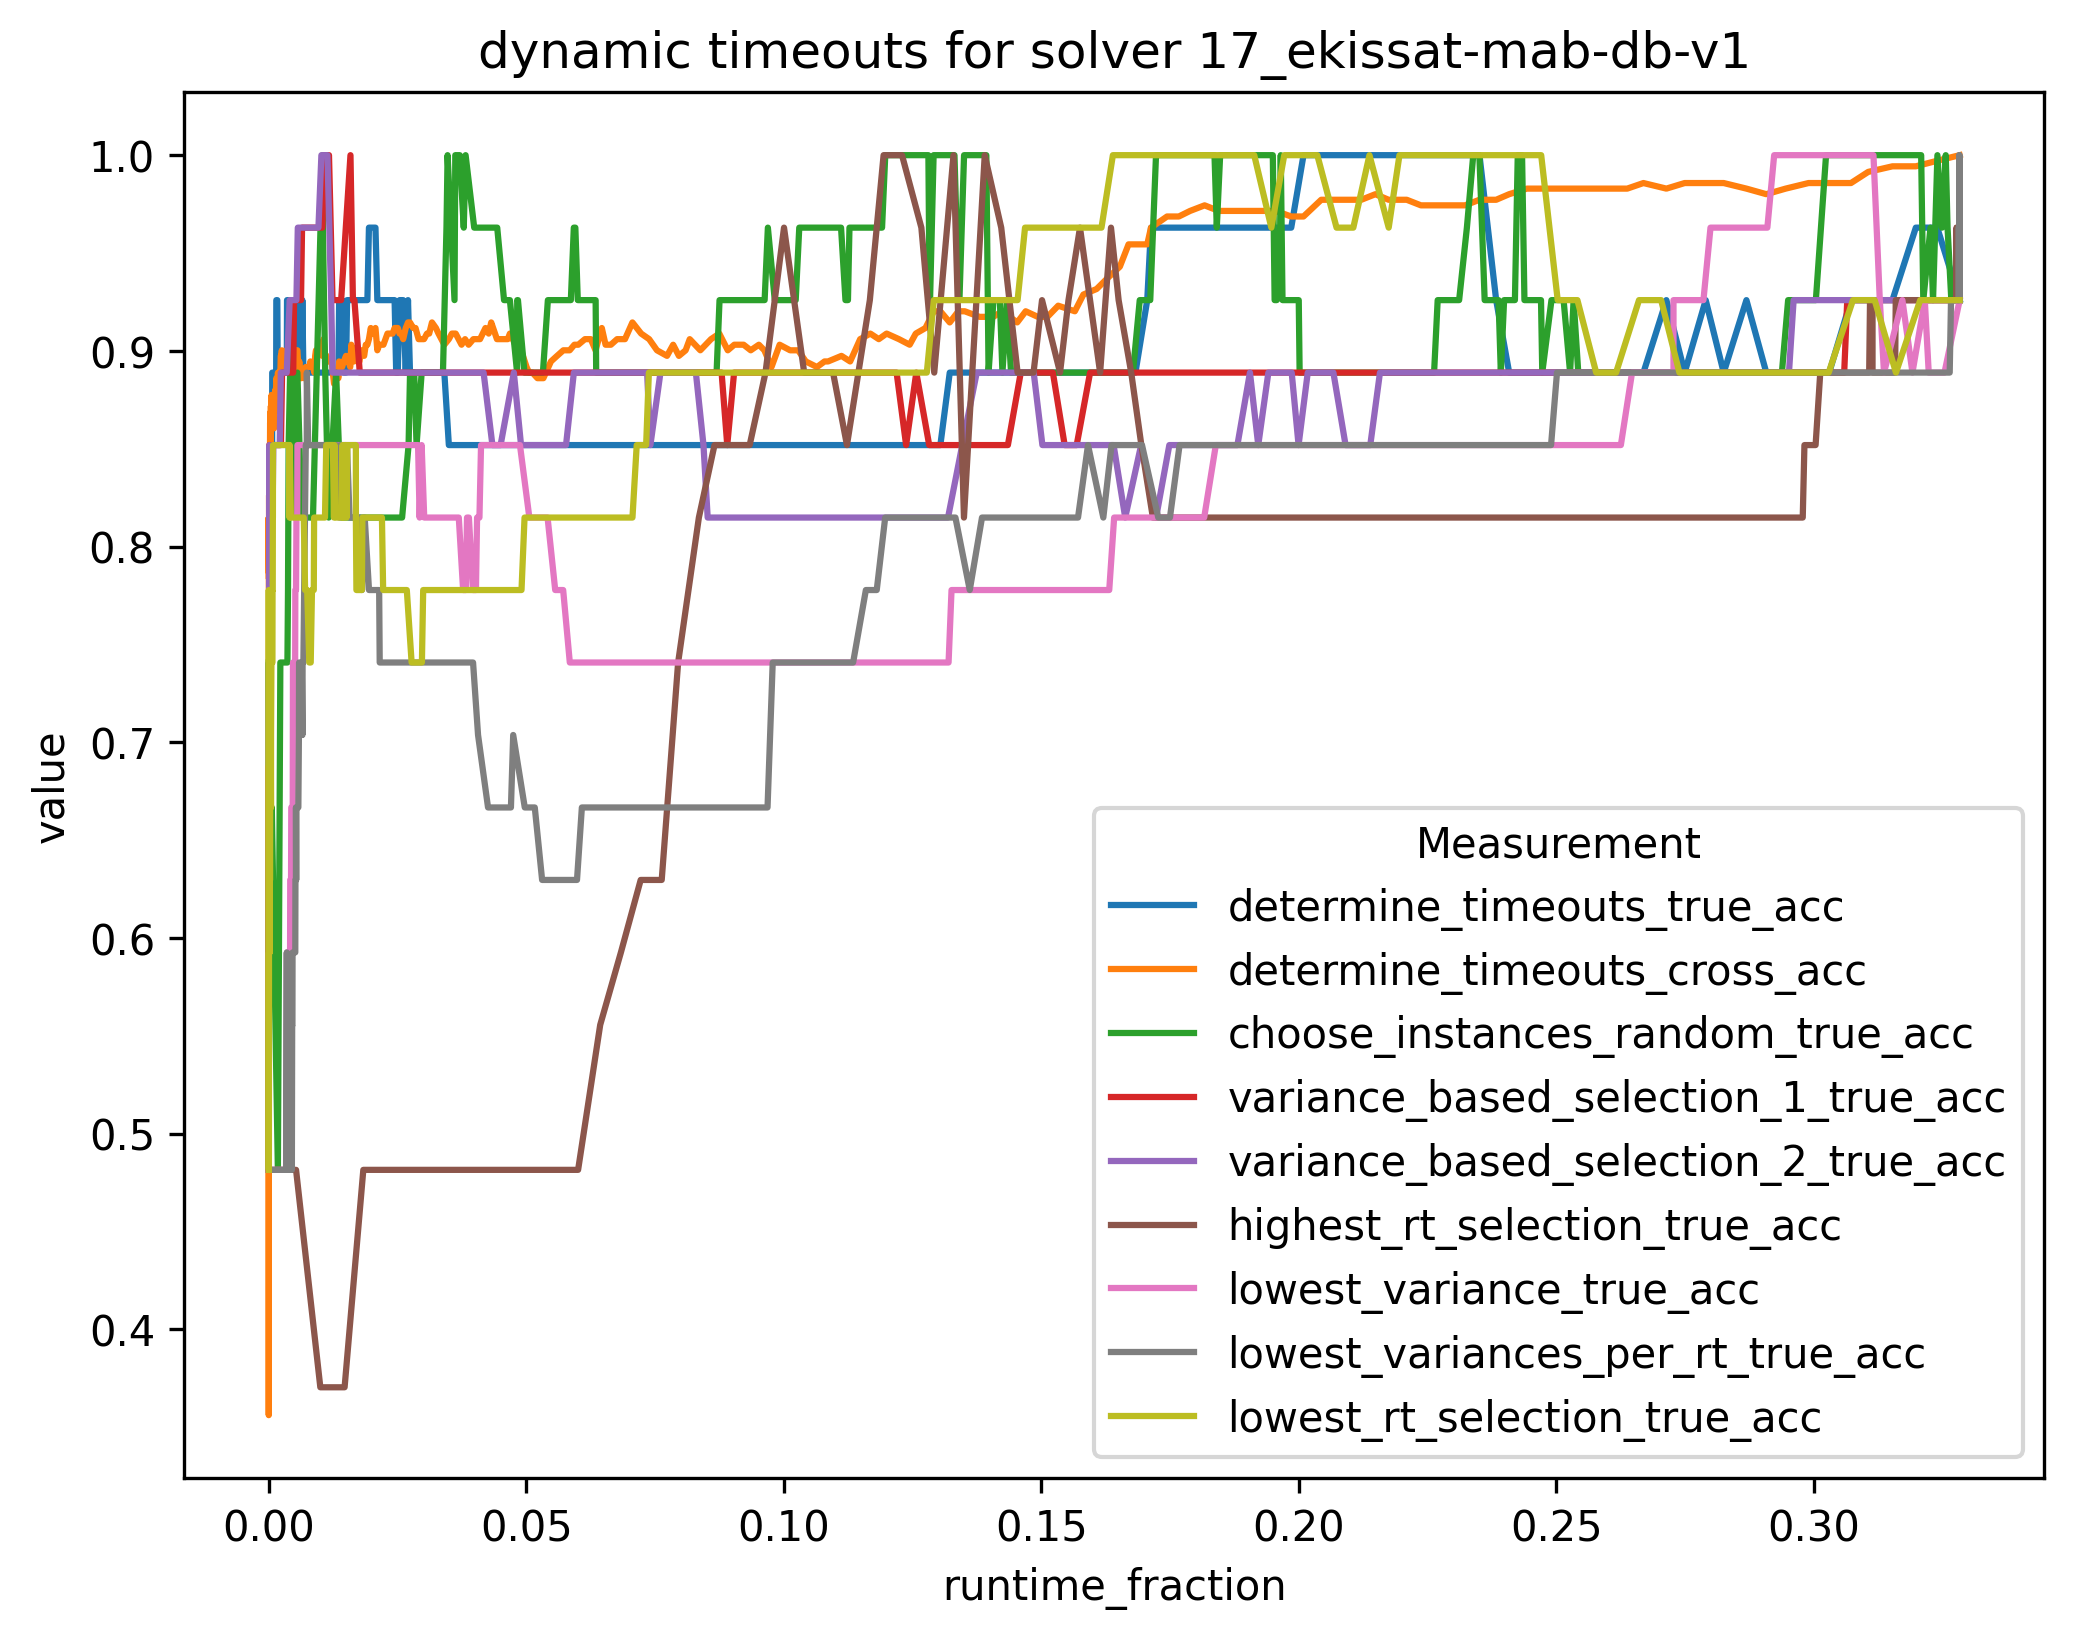 dynamic timeouts for solver 17_ekissat-mab-db-v1
value
1.0
0.9
0.8
0.7
0.6
0.5
0.4
Measurement
determine_timeouts_true_acc
determine_timeouts_cross_acc
choose_instances_random_true_acc
variance_based_selection_1_true_acc
variance_based_selection_2_true_acc
highest_rt_selection_true_acc
lowest_variance_true_acc
lowest_variances_per_rt_true_acc
lowest_rt_selection_true_acc
0.00 0.05 0.10 0.15 0.20 0.25 0.30
runtime_fraction